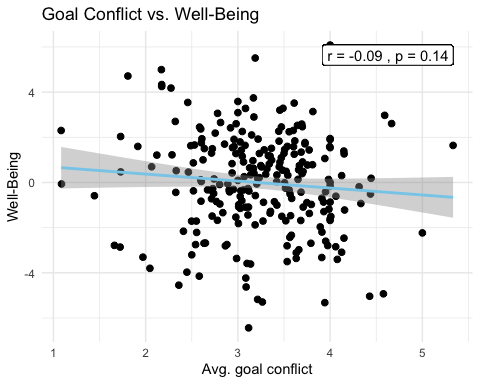 Goal Conflict vs. Well-Being
r = -0.09 , p = 0.14
4
0
-4
Well-Being
1 2 3 4 5
Avg. goal conflict